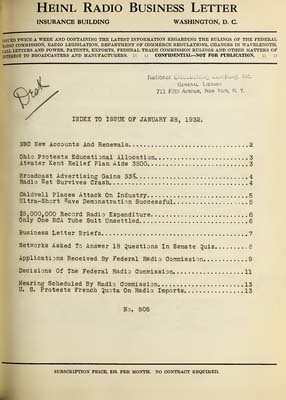 HEINL RADIO BUSINESS LETTER
INSURANCE BUILDING WASHINGTON, D. C.
ISSUED TWICE A WEEK AND CONTAINING THE LATEST INFORMATION REGARDING THE RULINGS OF THE FEDERAL
RADIO COMMISSION, RADIO LEGISLATION, DEPARTMENT OF COMMERCE REGULATIONS, CHANGES IN WAVELENGTH,
CALL LETTERS AND POWER, PATENTS, EXPORTS, FEDERAL TRADE COMMISSION RULINGS AND OTHER MATTERS OF
INTEREST TO BROADCASTERS AND MANUFACTURERS. :: :: CONFIDENTIAL—NOT FOR PUBLICATION. :: ::
National Broadcasting Company, Inc.
GENERAL LIBRARY
711 Fifth Avenue, New York, N. Y.
INDEX TO ISSUE OF JANUARY 28, 1932.
NBC New Accounts And Renewals...2
Ohio Protests Educational Allocation...3
Atwater Kent Relief Plan Aids 3500...3
Broadcast Advertising Gains 33%...4
Radio Set Survives Crash...4
Caldwell Places Attack On Industry...5
Ultra-Short Wave Demonstration Successful...5
$5,000,000 Record Radio Expenditure...6
Only One RCA Tube Suit Unsettled...6
Business Letter Briefs...7
Networks Asked To Answer 18 Questions In Senate Quiz...8
Applications Received By Federal Radio Commission...9
Decisions Of The Federal Radio Commission...11
Hearing Scheduled By Radio Commission...13
U. S. Protests French Quota On Radio Imports...13
No. 505
SUBSCRIPTION PRICE, $10. PER MONTH. NO CONTRACT REQUIRED.